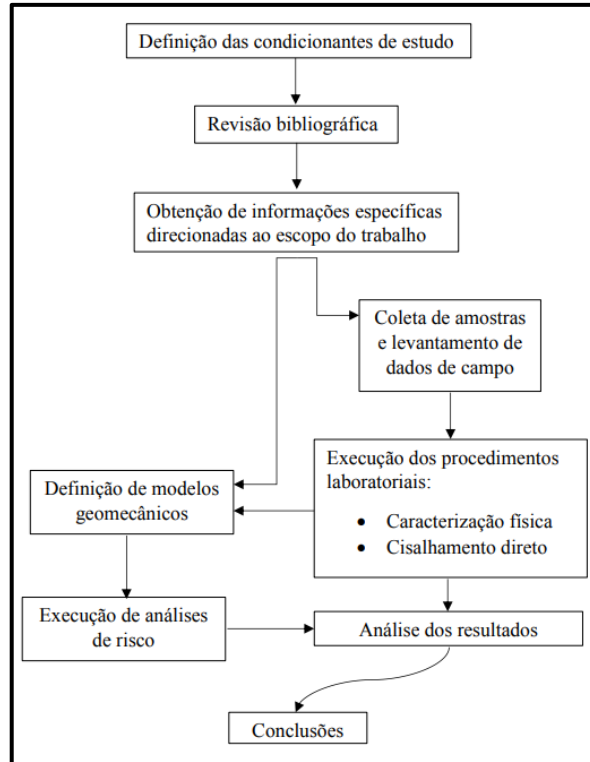 Definição das condicionantes de estudo
Revisão bibliográfica
Obtenção de informações específicas
direcionadas ao escopo do trabalho
Coleta de amostras
e levantamento de
dados de campo
Execução dos procedimentos
laboratoriais:
• Caracterização física
• Cisalhamento direto
Definição de modelos
geomecânicos
Execução de análises
de risco
Análise dos resultados
Conclusões